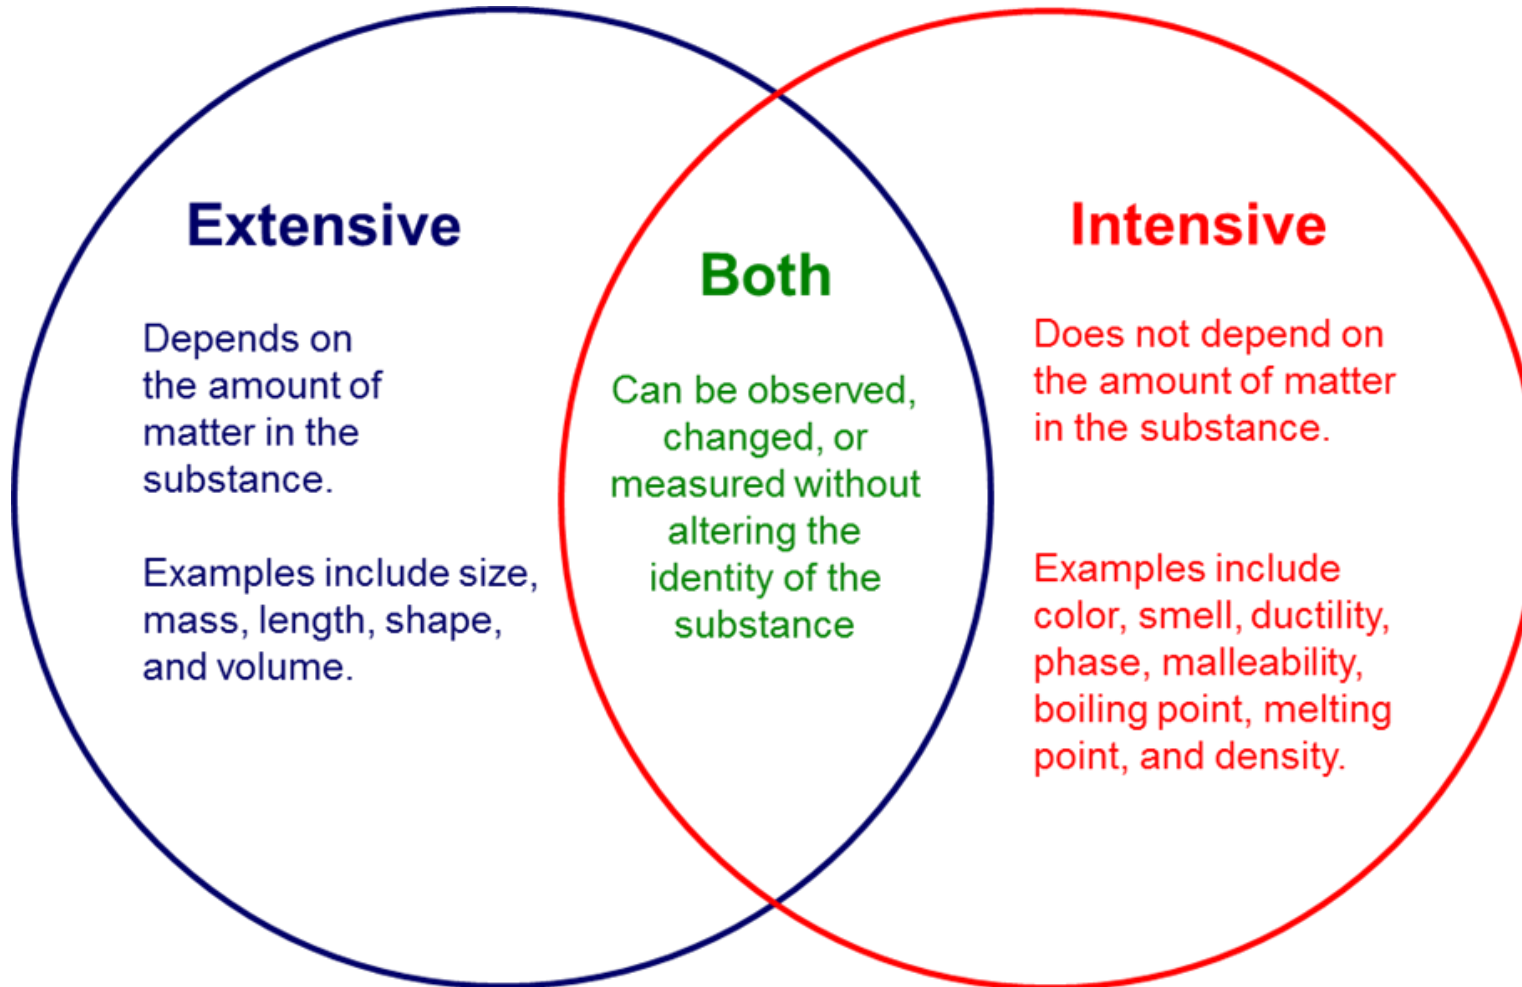 Extensive
Depends on
the amount of
matter in the
substance.
Examples include size,
mass, length, shape,
and volume.
Both
Can be observed,
changed, or
measured without
altering the
identity of the
substance
Intensive
Does not depend on
the amount of matter
in the substance.
Examples include
color, smell, ductility,
phase, malleability,
boiling point, melting
point, and density.